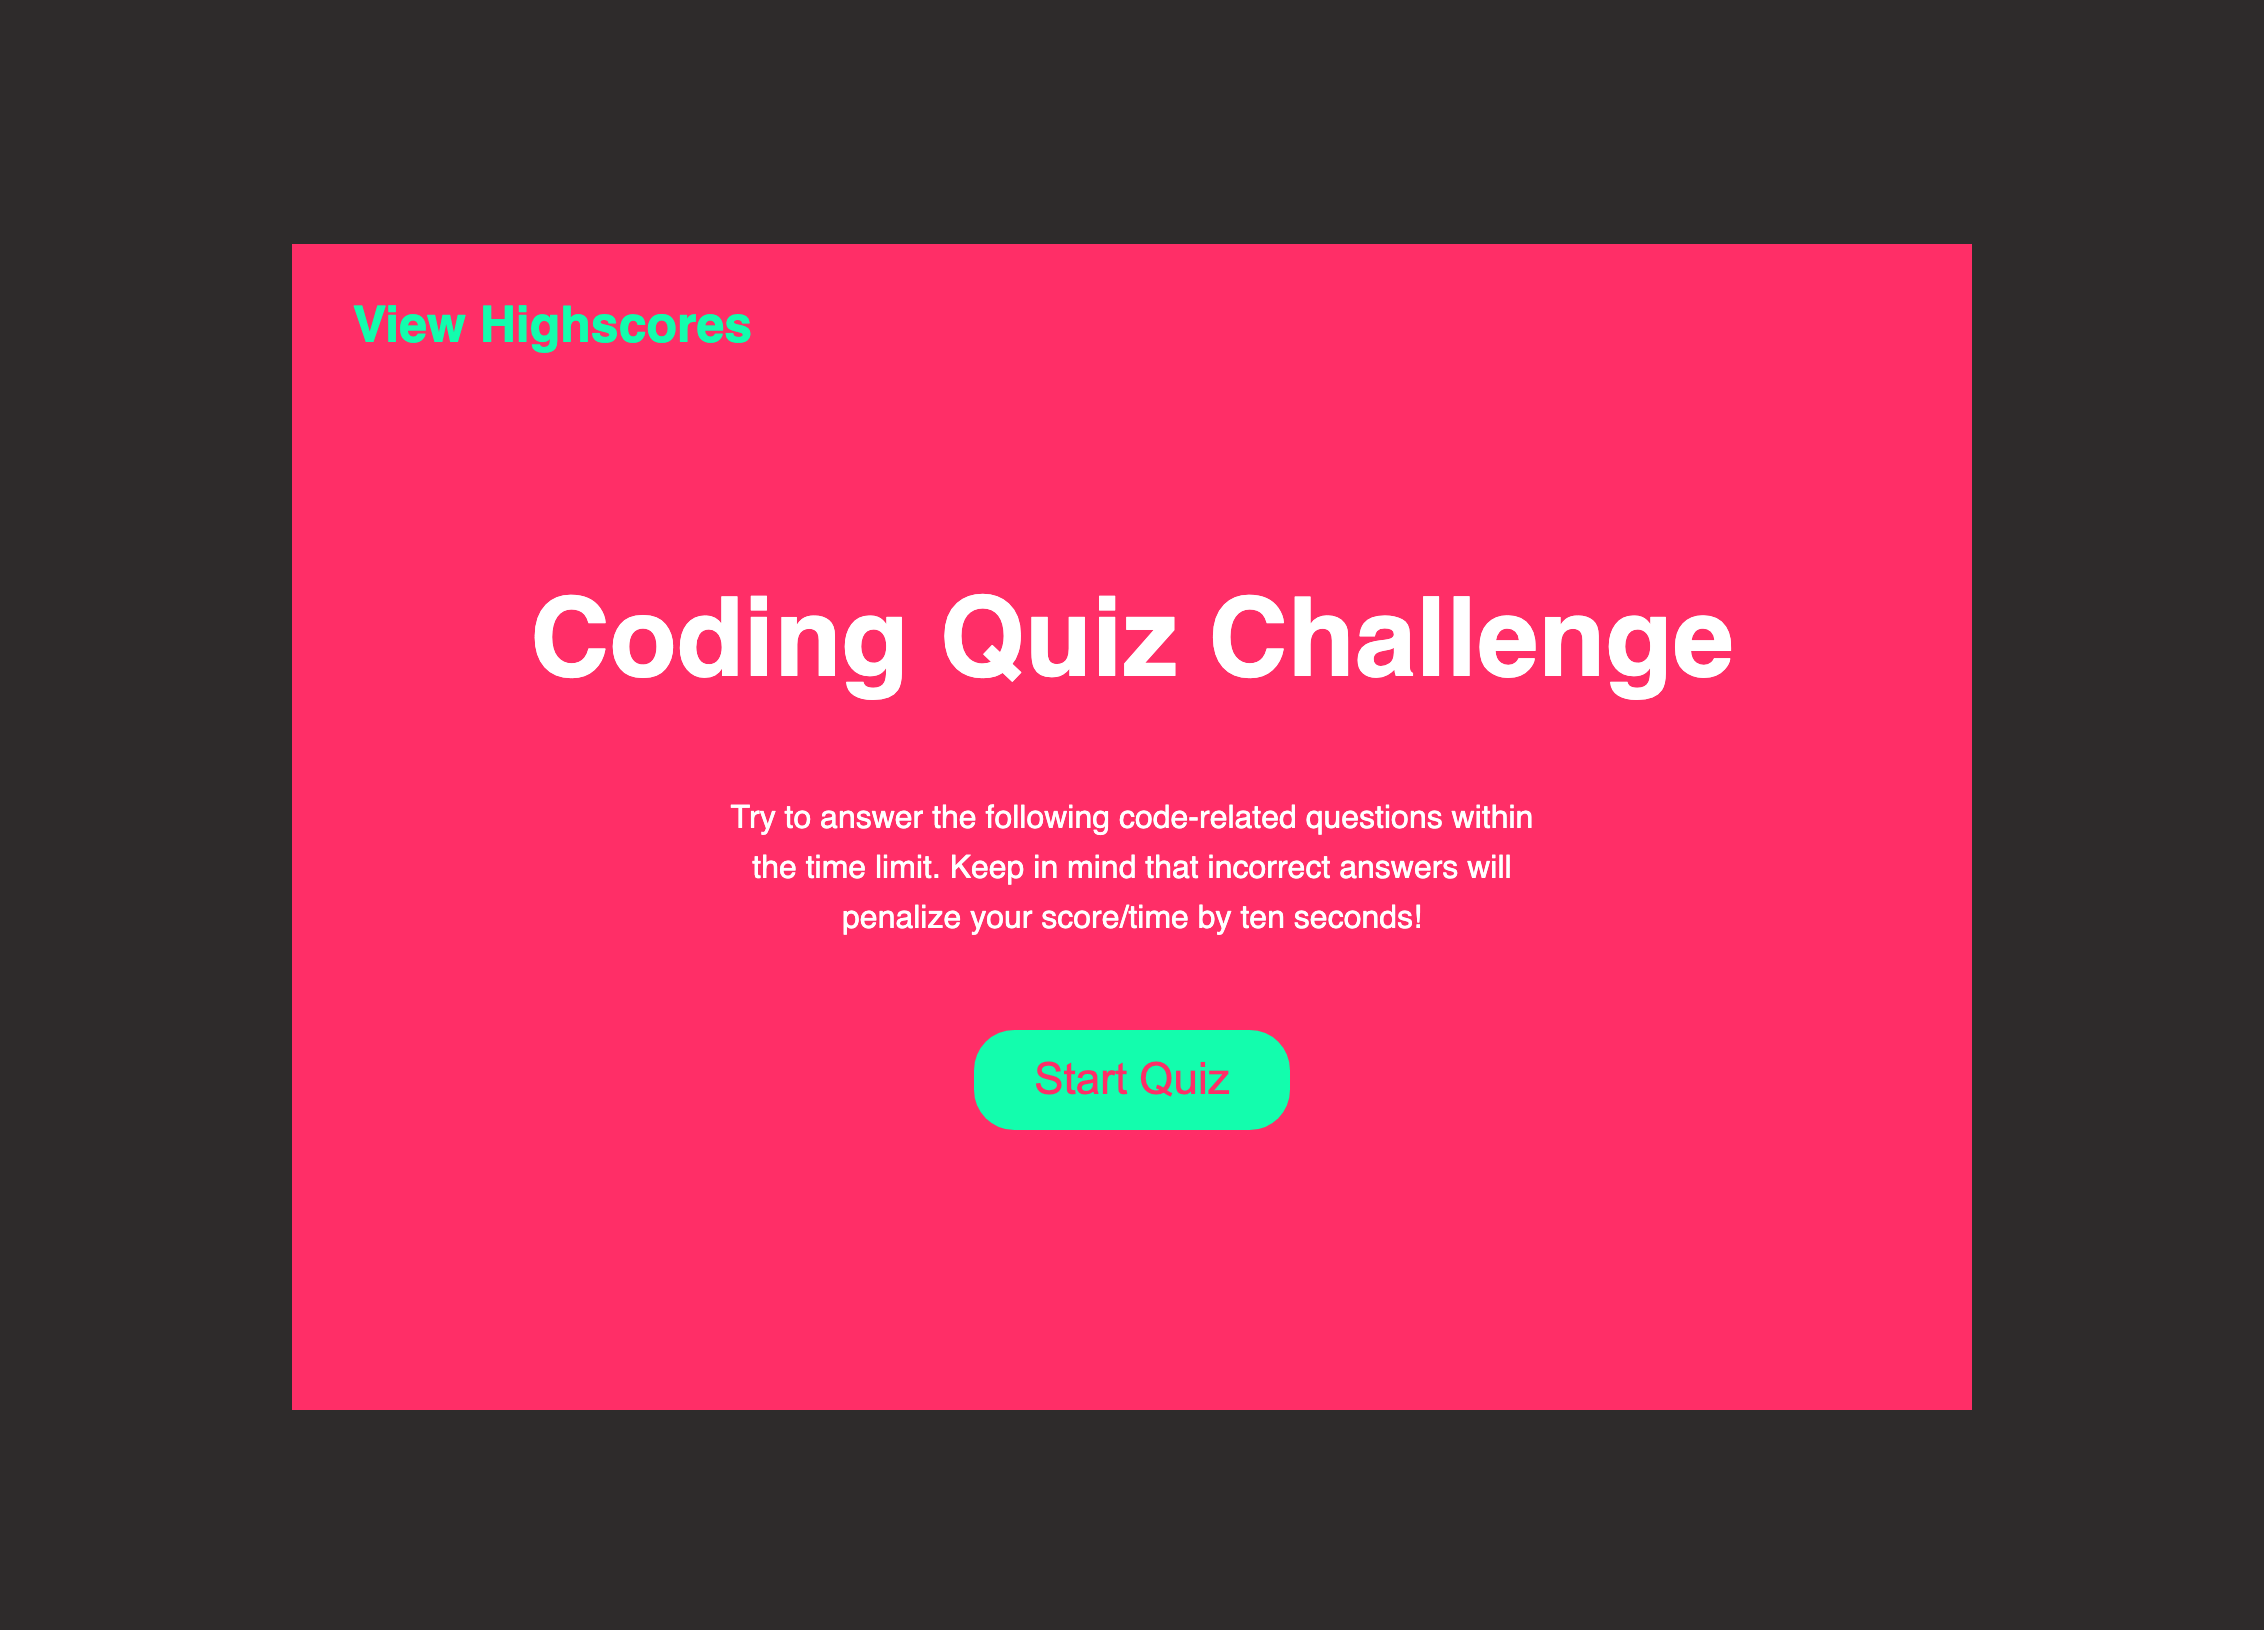 View Highscores
Coding Quiz Challenge
Try to answer the following code-related questions within
the time limit. Keep in mind that incorrect answers will
penalize your score/time by ten seconds!
Start Quiz